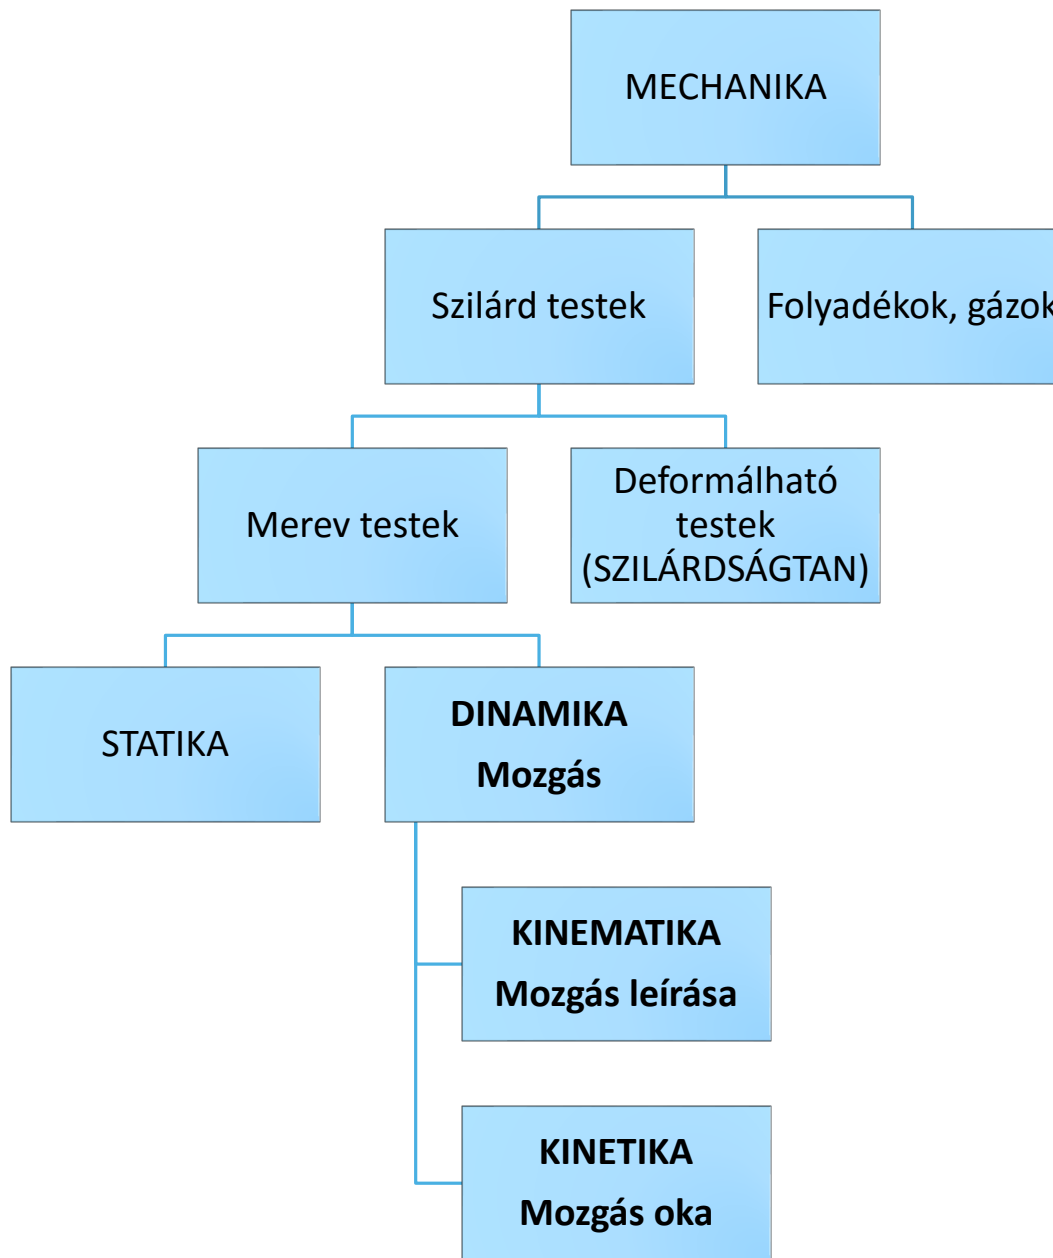 MECHANIKA
Szilárd testek
Folyadékok, gázok
Merev testek
Deformálható
testek
(SZILÁRDSÁGTAN)
STATIKA
DINAMIKA
Mozgás
KINEMATIKA
Mozgás leírása
KINETIKA
Mozgás oka